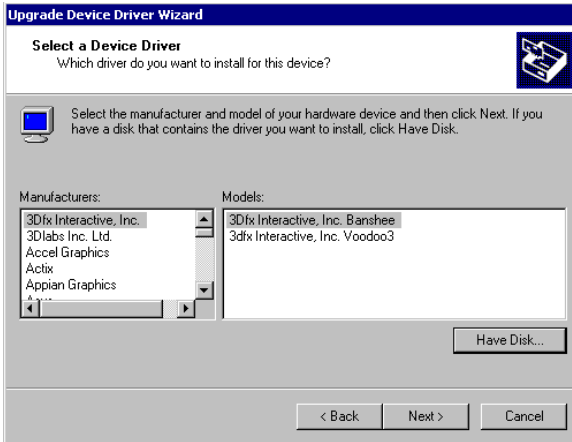 Upgrade Device Driver Wizard
Select a Device Driver
Which driver do you want to install for this device?
Select the manufacturer and model of your hardware device and then click Next. If you
have a disk that contains the driver you want to install, click Have Disk.
Manufacturers:
3Dfx Interactive, Inc.
3Dlabs Inc. Ltd.
Accel Graphics
Actix
Appian Graphics
Models:
3Dfx Interactive, Inc. Banshee
3dfx Interactive, Inc. Voodoo3
Have Disk...
< Back
Next >
Cancel